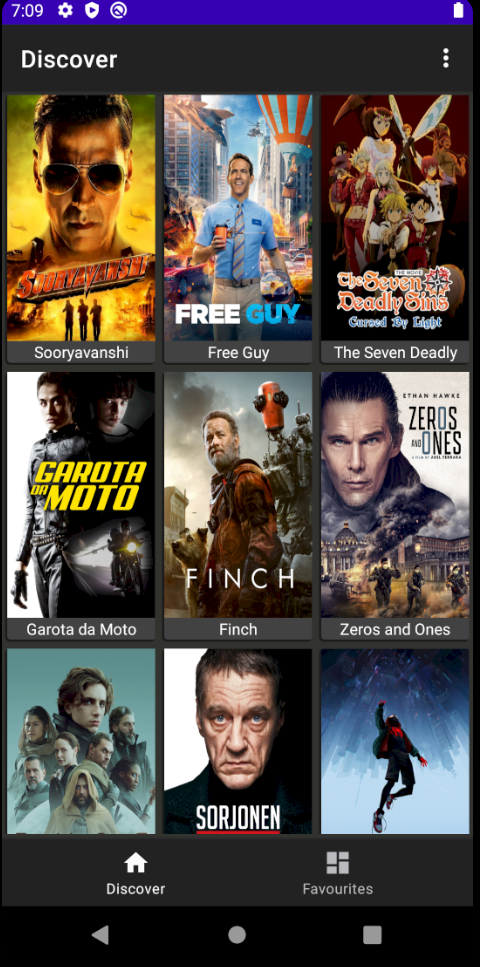 7:09
Discover
SOORYAVANSHI
FREE GUY
THE MOVIE
The Seven
Deadly Sins
Cursed By Light
Sooryavanshi
Free Guy
The Seven Deadly
GAROTA
DA MOTO
FINCH
ETHAN HAWKE
ZEROS
AND ONES
A FILM BY ABEL FERRARA
Garota da Moto
Finch
Zeros and Ones
SORJONEN
Discover
Favourites